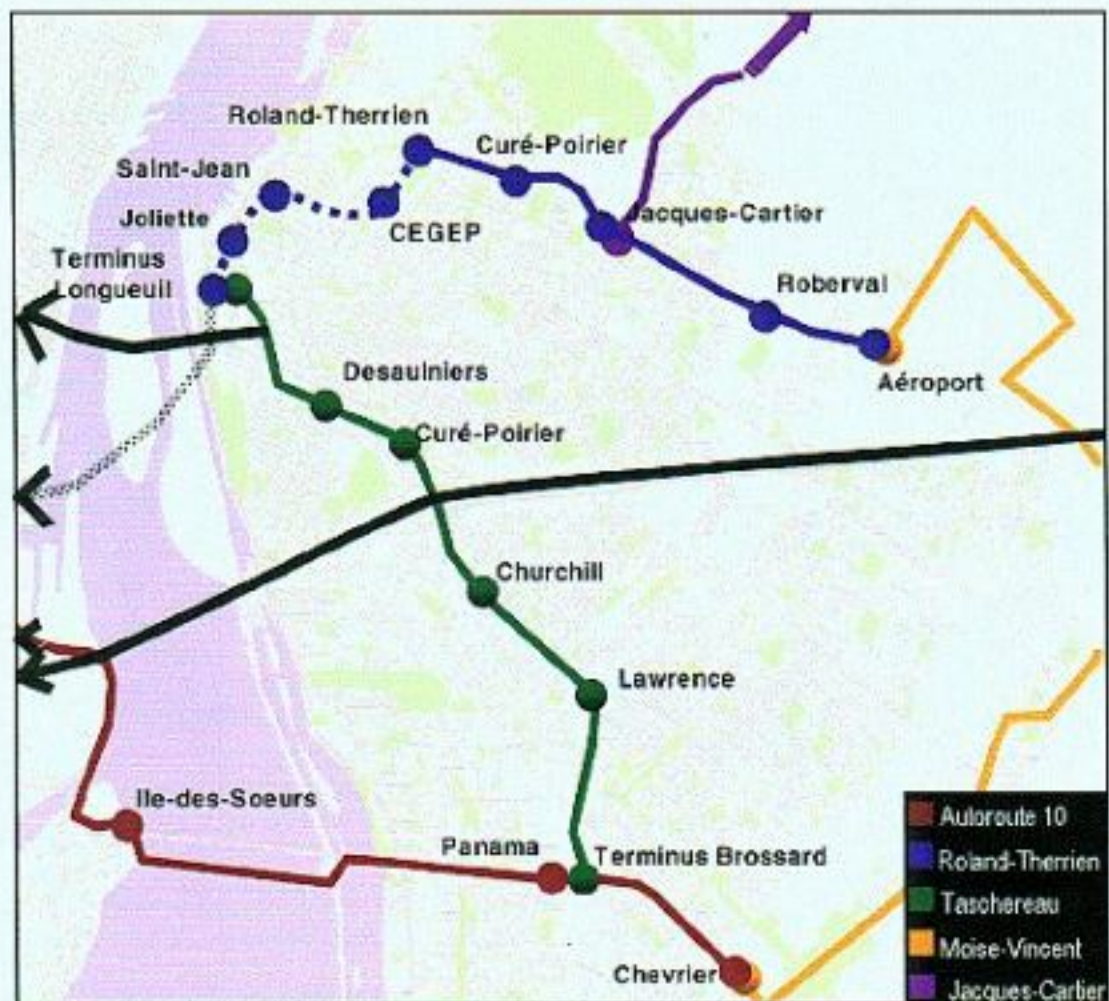 Roland-Therrien
Curé-Poirier
Saint-Jean
Jacques-Cartier
Joliette
CEGEP
Terminus
Longueuil
Roberval
Desaulniers
Aéroport
Curé-Poirier
Churchill
Lawrence
Ile-des-Soeurs
Panama
Terminus Brossard
Chevrier
Autoroute 10
Roland-Therrien
Taschereau
Moise-Vincent
Jacques-Cartier